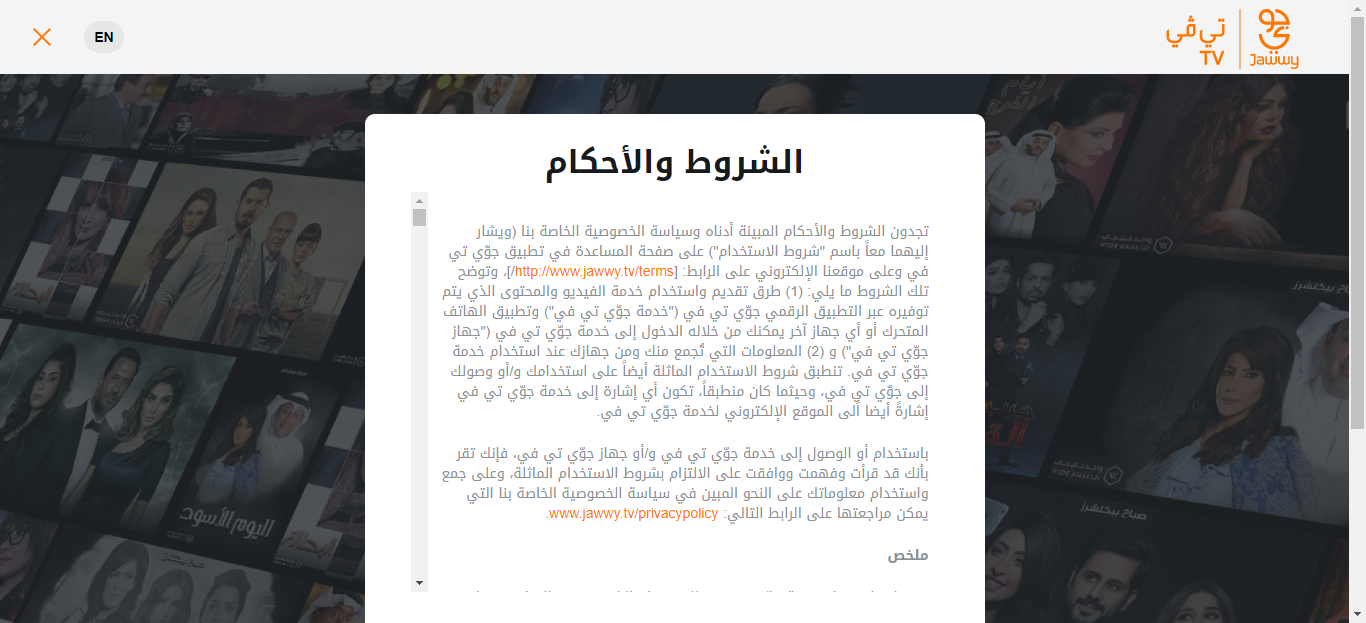 EN
تي ڤي
TV
جوّي
Jawwy
الشروط والأحكام
تجدون الشروط والأحكام المبينة أدناه وسياسة الخصوصية الخاصة بنا (ويشار
إليهما معاً باسم "شروط الاستخدام") على صفحة المساعدة في تطبيق جوّي تي
في وعلى موقعنا الإلكتروني على الرابط: [http://www.jawwy.tv/terms/]، وتوضح
تلك الشروط ما يلي: (1) طرق تقديم واستخدام خدمة الفيديو والمحتوى الذي يتم
توفيره عبر التطبيق الرقمي جوّي تي في ("خدمة جوّي تي في") وتطبيق الهاتف
المتحرك أو أي جهاز آخر يمكنك من خلاله الدخول إلى خدمة جوّي تي في ("جهاز
جوّي تي في") و (2) المعلومات التي تُجمع منك ومن جهازك عند استخدام خدمة
جوّي تي في. تنطبق شروط الاستخدام الماثلة أيضاً على استخدامك و/أو وصولك
إلى جوّي تي في، وحيثما كان منطبقاً، تكون أي إشارة إلى خدمة جوّي تي في
إشارةً أيضا ألى الموقع الإلكتروني لخدمة جوّي تي في.
باستخدام أو الوصول إلى خدمة جوّي تي في و/أو جهاز جوّي تي في، فإنك تقر
بأنك قد قرأت وفهمت ووافقت على الالتزام بشروط الاستخدام الماثلة، وعلى جمع
واستخدام معلوماتك على النحو المبين في سياسة الخصوصية الخاصة بنا التي
يمكن مراجعتها على الرابط التالي: www.jawwy.tv/privacypolicy.
ملخص
صباح بيكتشرز
اليوم الأسود
صباح بيكتشرز